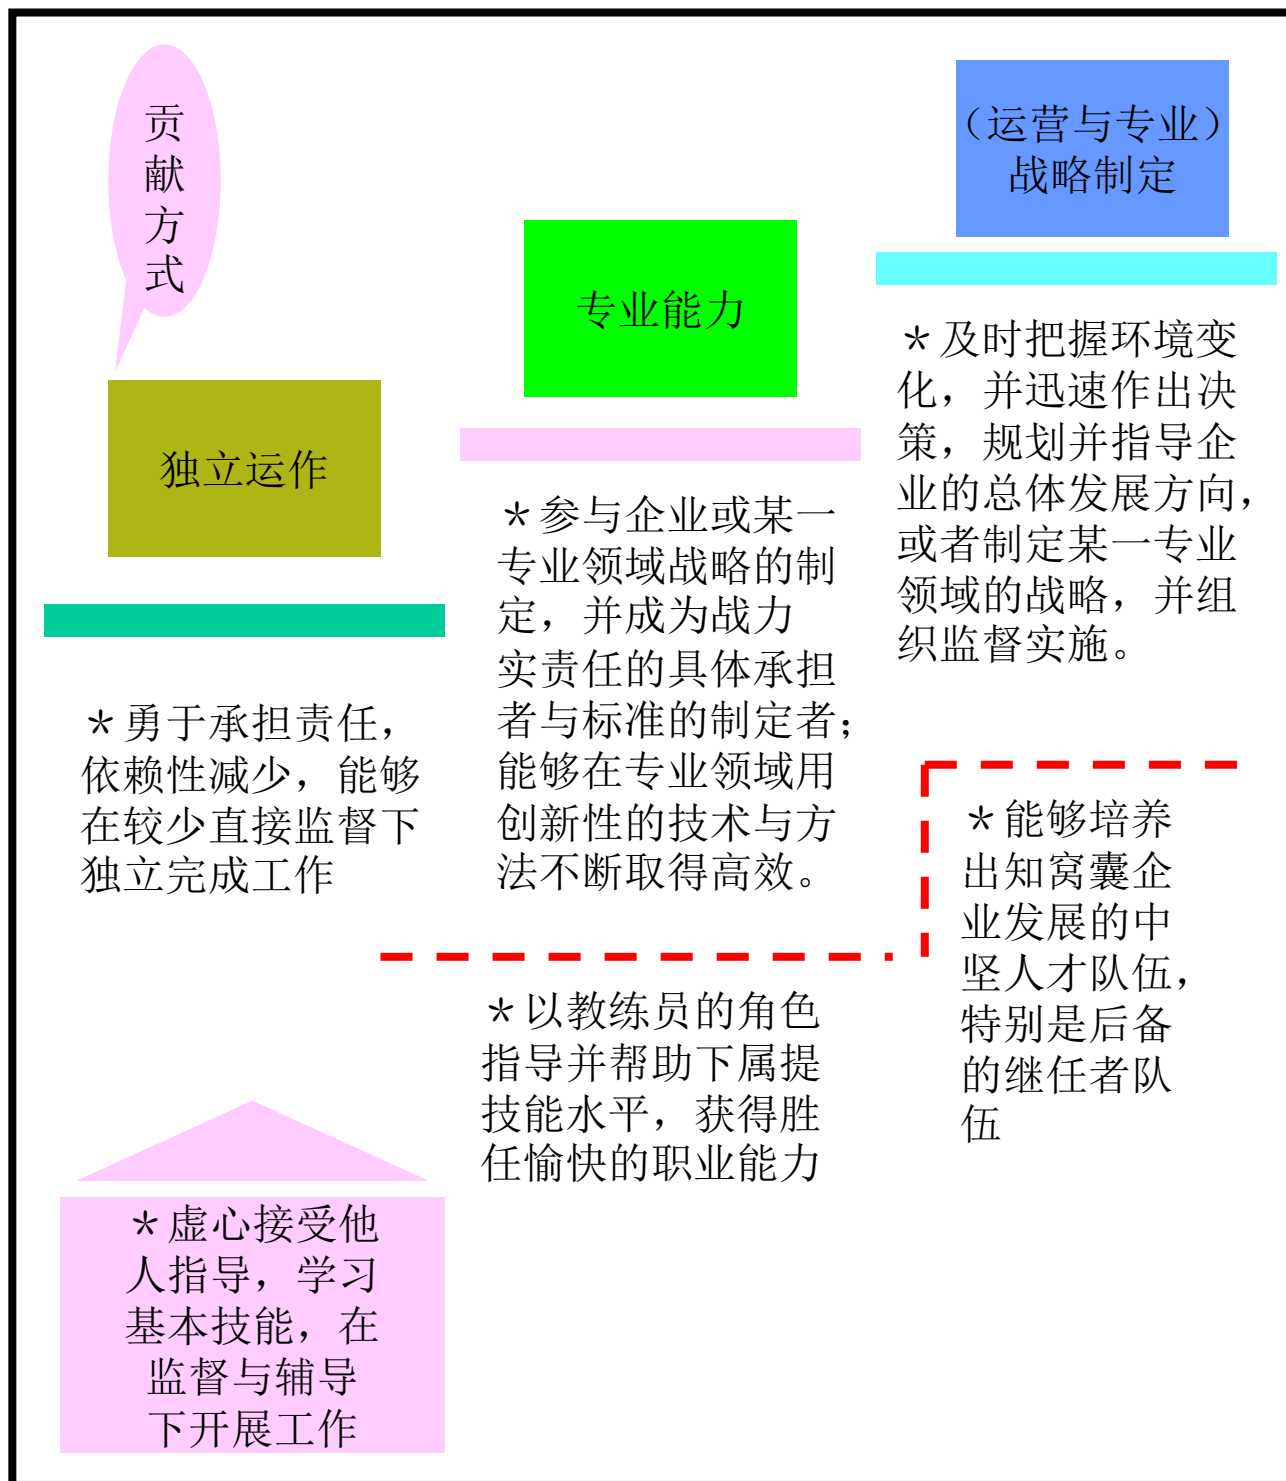 贡
献
方
式
独立运作
＊勇于承担责任，
依赖性减少，能够
在较少直接监督下
独立完成工作
＊虚心接受他
人指导，学习
基本技能，在
监督与辅导
下开展工作
专业能力
＊参与企业或某一
专业领域战略的制
定，并成为战力
实责任的具体承担
者与标准的制定者；
能够在专业领域用
创新性的技术与方
法不断取得高效。
＊以教练员的角色
指导并帮助下属提
技能水平，获得胜
任愉快的职业能力
（运营与专业）
战略制定
＊及时把握环境变
化，并迅速作出决
策，规划并指导企
业的总体发展方向，
或者制定某一专业
领域的战略，并组
织监督实施。
＊能够培养
出知窝囊企
业发展的中
坚人才队伍，
特别是后备
的继任者队
伍